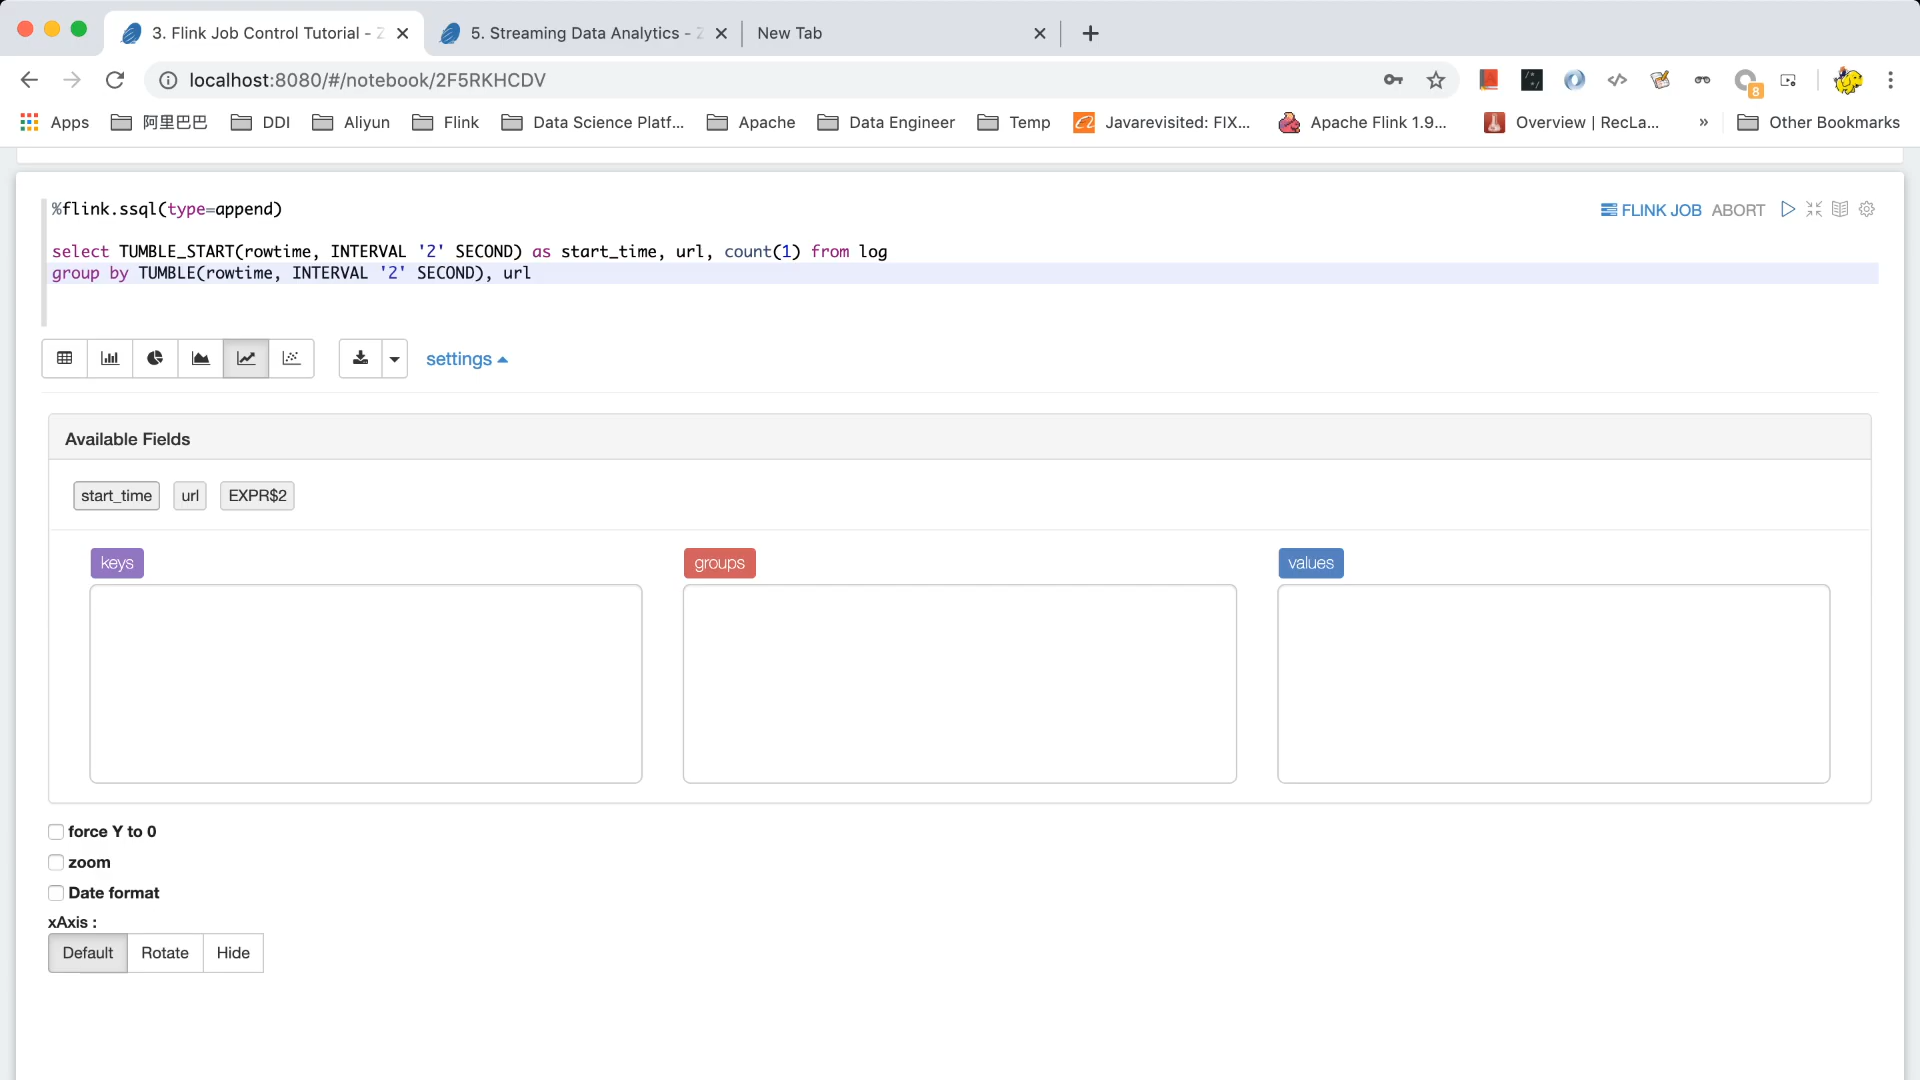 3. Flink Job Control Tutorial -
5. Streaming Data Analytics -
New Tab
localhost:8080/#/notebook/2F5RKHCDV
8
Apps
阿里巴巴
DDI
Aliyun
Flink
Data Science Platf...
Apache
Data Engineer
Temp
Javarevisited: FIX...
Apache Flink 1.9...
Overview | RecLa...
»
Other Bookmarks
%flink.ssql(type=append)
FLINK JOB ABORT
select TUMBLE_START(rowtime, INTERVAL '2' SECOND) as start_time, url, count(1) from log
group by TUMBLE(rowtime, INTERVAL '2' SECOND), url
settings
Available Fields
start_time url EXPR$2
keys
groups
values
force Y to 0
zoom
Date format
xAxis :
Default Rotate Hide